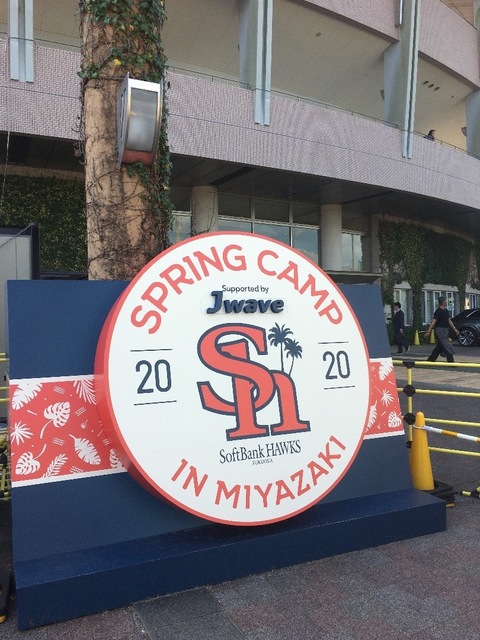 SPRING CAMP
Supported by
Jwave
20 20
Sh
SoftBank HAWKS
FUKUOKA
IN MIYAZAKI